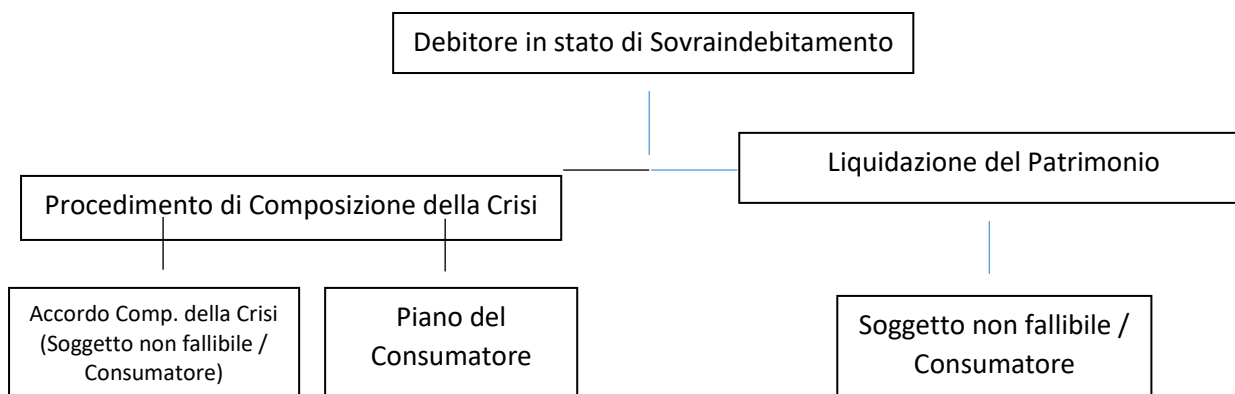 Debitore in stato di Sovraindebitamento
Liquidazione del Patrimonio
Procedimento di Composizione della Crisi
Accordo Comp. della Crisi
(Soggetto non fallibile /
Consumatore)
Piano del
Consumatore
Soggetto non fallibile /
Consumatore